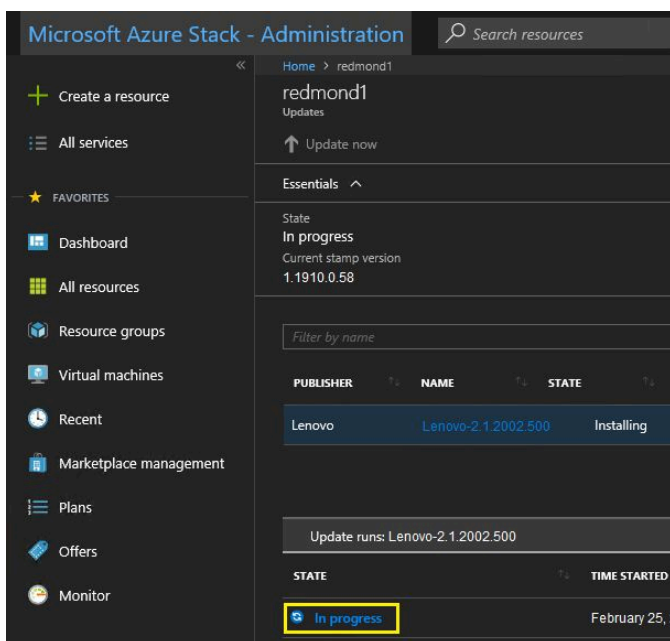 Microsoft Azure Stack - Administration
Search resources
Create a resource
All services
FAVORITES
Dashboard
All resources
Resource groups
Virtual machines
Recent
Marketplace management
Plans
Offers
Monitor
Home > redmond1
redmond1
Updates
Update now
Essentials
State
In progress
Current stamp version
1.1910.0.58
Filter by name
PUBLISHER NAME STATE
Lenovo Lenovo-2.1.2002.500 Installing
Update runs: Lenovo-2.1.2002.500
STATE TIME STARTED
In progress February 25,